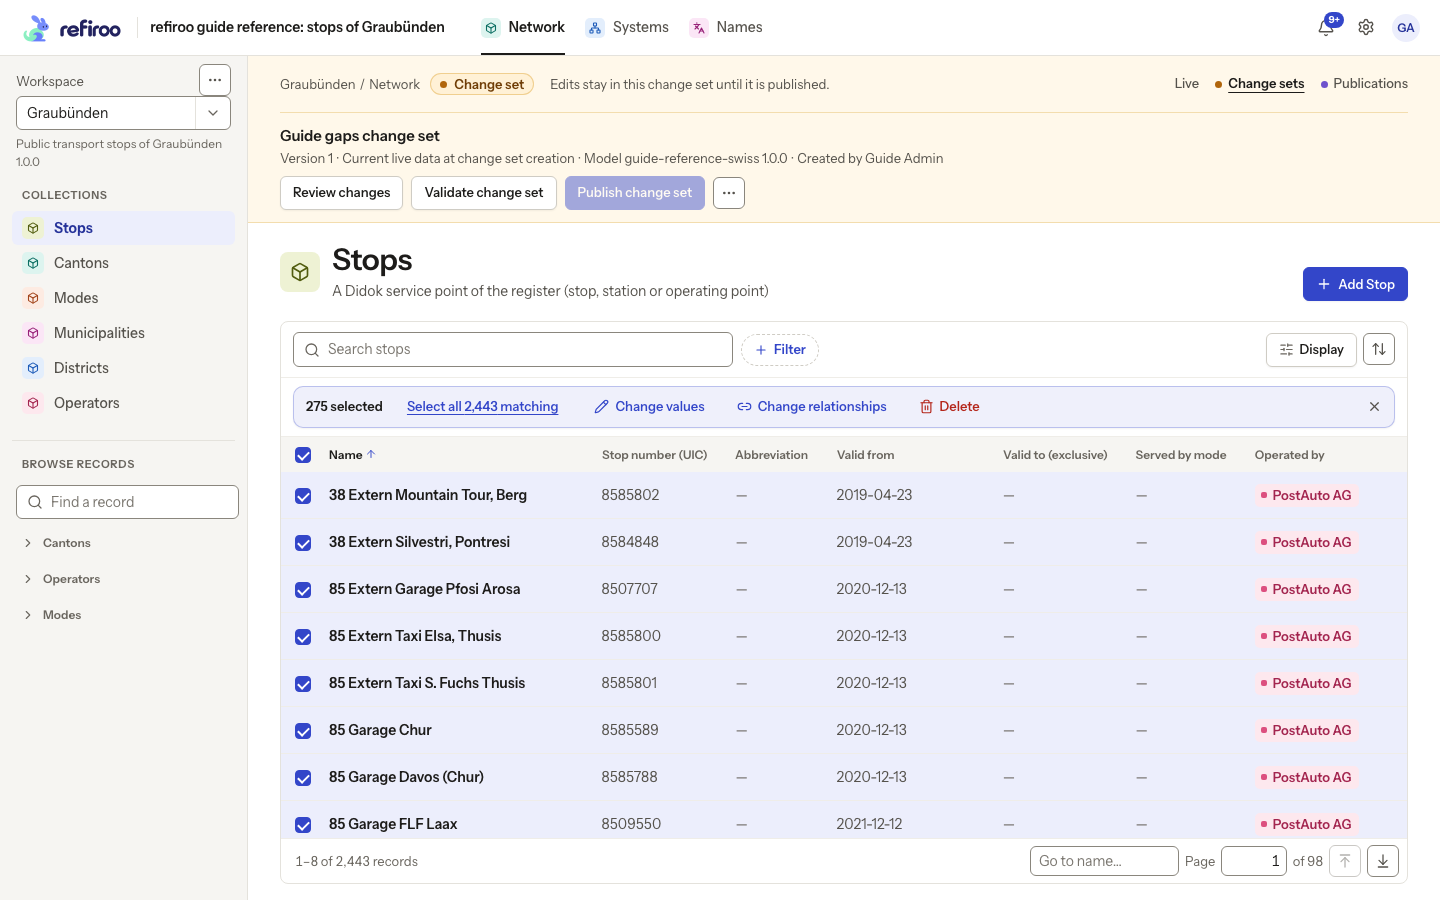 refiroo
refiroo guide reference: stops of Graubünden
Network
Systems
Names
9+
GA
Workspace
Graubünden
Public transport stops of Graubünden
1.0.0
COLLECTIONS
Stops
Cantons
Modes
Municipalities
Districts
Operators
BROWSE RECORDS
Find a record
Cantons
Operators
Modes
Graubünden / Network
Change set
Edits stay in this change set until it is published.
Live
Change sets
Publications
Guide gaps change set
Version 1 · Current live data at change set creation · Model guide-reference-swiss 1.0.0 · Created by Guide Admin
Review changes
Validate change set
Publish change set
Stops
A Didok service point of the register (stop, station or operating point)
Add Stop
Search stops
Filter
Display
275 selected
Select all 2,443 matching
Change values
Change relationships
Delete
Name Stop number (UIC) Abbreviation Valid from Valid to (exclusive) Served by mode Operated by
38 Extern Mountain Tour, Berg 8585802 — 2019-04-23 — — PostAuto AG
38 Extern Silvestri, Pontresi 8584848 — 2019-04-23 — — PostAuto AG
85 Extern Garage Pfosi Arosa 8507707 — 2020-12-13 — — PostAuto AG
85 Extern Taxi Elsa, Thusis 8585800 — 2020-12-13 — — PostAuto AG
85 Extern Taxi S. Fuchs Thusis 8585801 — 2020-12-13 — — PostAuto AG
85 Garage Chur 8585589 — 2020-12-13 — — PostAuto AG
85 Garage Davos (Chur) 8585788 — 2020-12-13 — — PostAuto AG
85 Garage FLF Laax 8509550 — 2021-12-12 — — PostAuto AG
1–8 of 2,443 records
Go to name...
Page 1 of 98